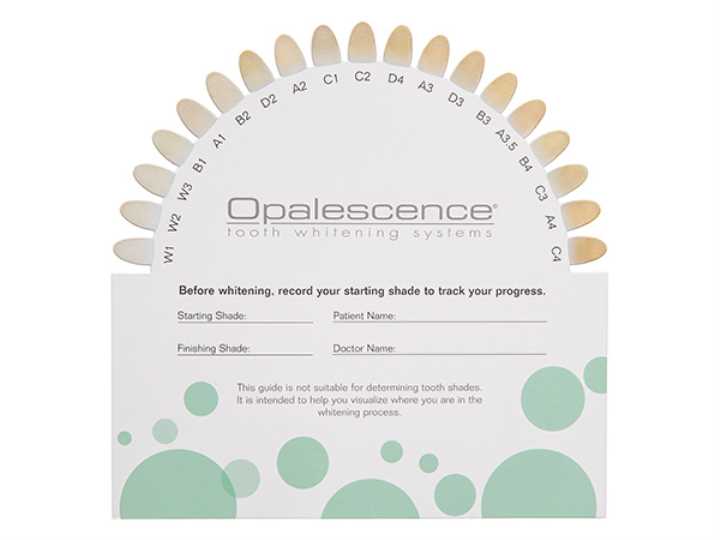 W1
W2
W3
B1
A1
B2
D2
A2
C1
C2
D4
A3
D3
B3
A3.5
B4
C3
A4
C4
Opalescence®
tooth whitening systems
Before whitening, record your starting shade to track your progress.
Starting Shade: Patient Name:
Finishing Shade: Doctor Name:
This guide is not suitable for determining tooth shades.
It is intended to help you visualize where you are in the
whitening process.